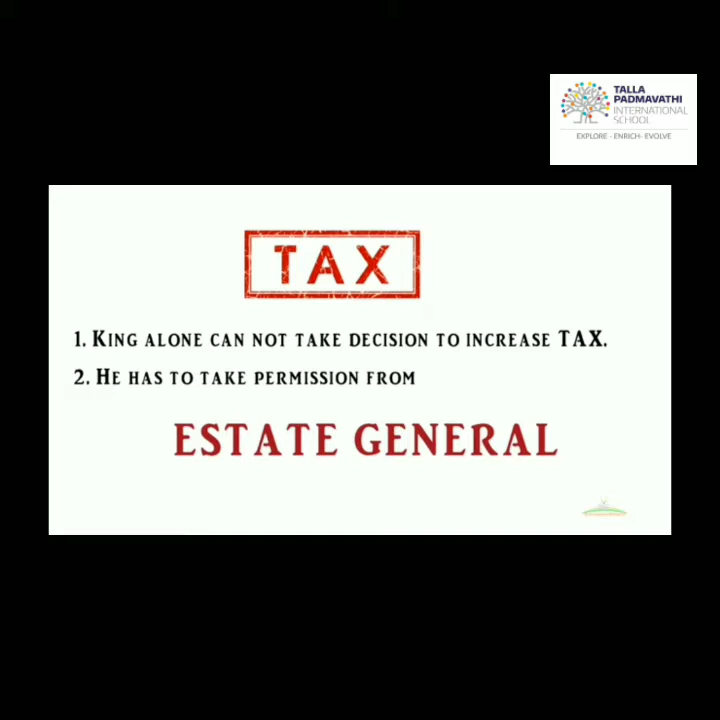 TALLA
PADMAVATHI
INTERNATIONAL
SCHOOL
EXPLORE - ENRICH- EVOLVE
TAX
1. KING ALONE CAN NOT TAKE DECISION TO INCREASE TAX.
2. HE HAS TO TAKE PERMISSION FROM
ESTATE GENERAL